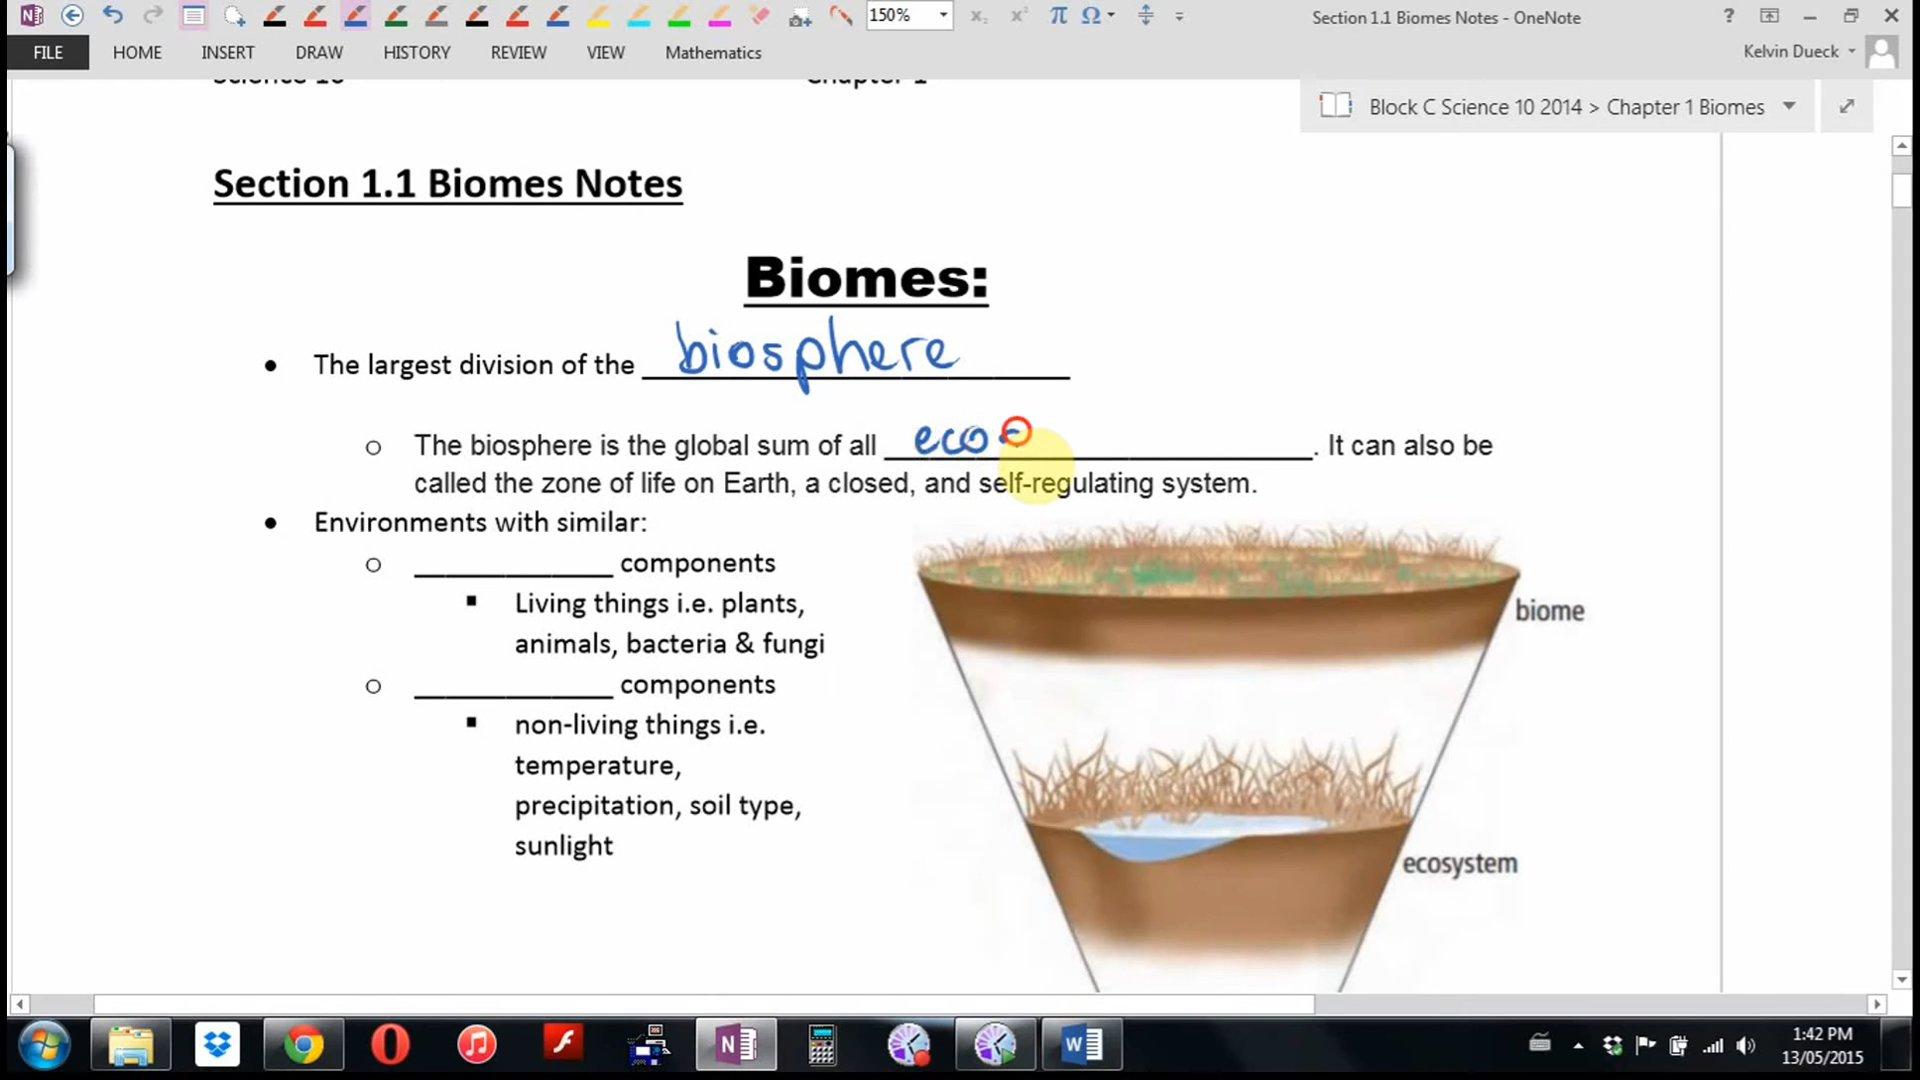 150%
Section 1.1 Biomes Notes - OneNote
FILE HOME INSERT DRAW HISTORY REVIEW VIEW Mathematics
Kelvin Dueck
Block C Science 10 2014 > Chapter 1 Biomes
Section 1.1 Biomes Notes
Biomes:
• The largest division of the biosphere
o The biosphere is the global sum of all eco. It can also be
called the zone of life on Earth, a closed, and self-regulating system.
• Environments with similar:
o ______________ components
▪ Living things i.e. plants,
animals, bacteria & fungi
o ______________ components
▪ non-living things i.e.
temperature,
precipitation, soil type,
sunlight
biome
ecosystem
1:42 PM
13/05/2015